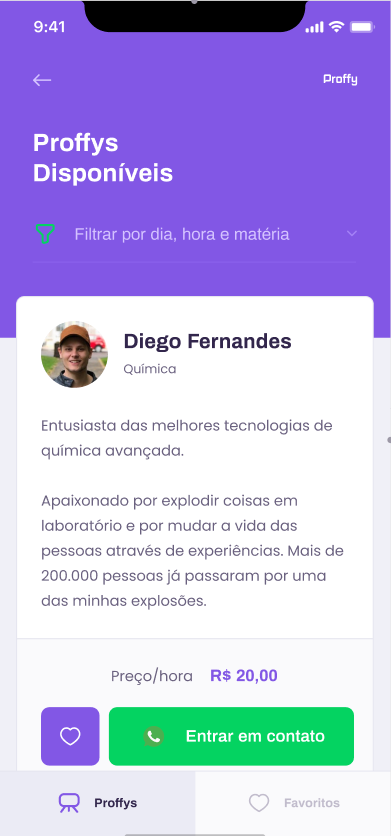 9:41
Proffy
Proffys
Disponíveis
Filtrar por dia, hora e matéria
Diego Fernandes
Química
Entusiasta das melhores tecnologias de
química avançada.
Apaixonado por explodir coisas em
laboratório e por mudar a vida das
pessoas através de experiências. Mais de
200.000 pessoas já passaram por uma
das minhas explosões.
Preço/hora R$ 20,00
Entrar em contato
Proffys Favoritos